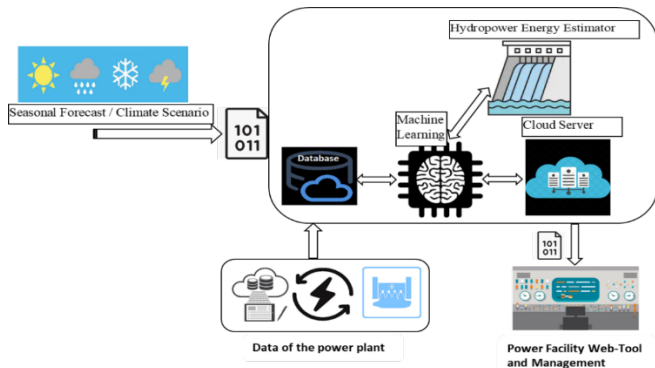 Hydropower Energy Estimator
Seasonal Forecast / Climate Scenario
101
011
Machine
Learning
Cloud Server
Database
101
011
Data of the power plant
Power Facility Web-Tool
and Management